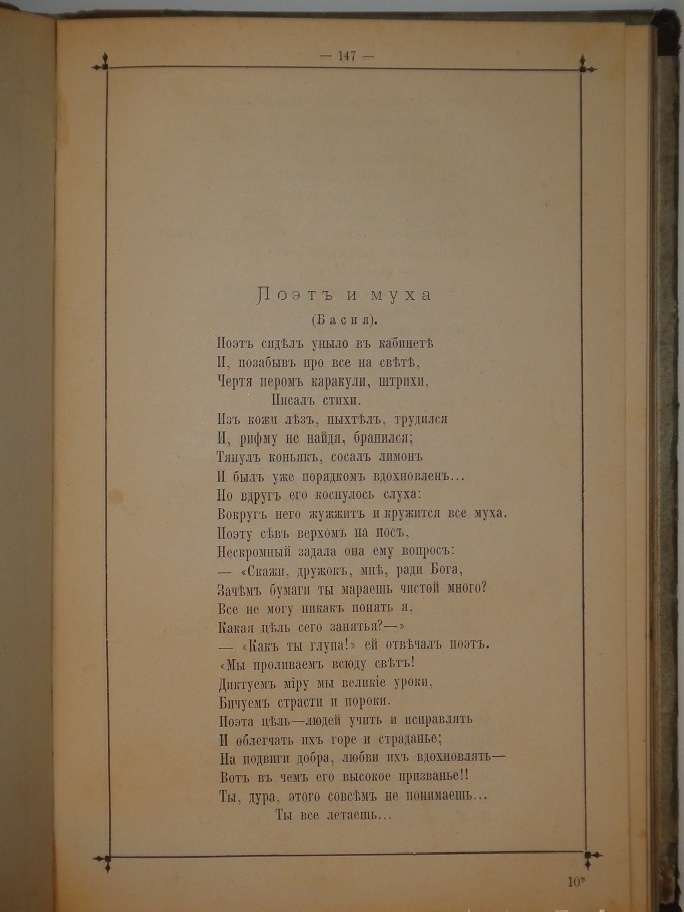 — 147 —
Поэтъ и муха
(Басня).
Поэтъ сидѣлъ уныло въ кабинетѣ
И, позабывъ про все на свѣтѣ,
Чертя перомъ каракули, штрихи,
Писалъ стихи.
Изъ кожи лѣзъ, пыхтѣлъ, трудился
И, рифму не найдя, бранился;
Тянулъ коньякъ, сосалъ лимонъ
И былъ уже порядкомъ вдохновленъ...
Но вдругъ его коснулось слуха:
Вокругъ него жужжитъ и кружится все муха.
Поэту сѣвъ верхомъ на носъ,
Нескромный задала она ему вопросъ:
— «Скажи, дружокъ, мнѣ, ради Бога,
Зачѣмъ бумаги ты мараешь чистой много?
Все не могу никакъ понять я,
Какая цѣль сего занятья?—»
— «Какъ ты глупа!» ей отвѣчалъ поэтъ.
«Мы проливаемъ всюду свѣтъ!
Диктуемъ міру мы великіе уроки,
Бичуемъ страсти и пороки.
Поэта цѣль—людей учить и исправлять
И облегчать ихъ горе и страданье;
На подвиги добра, любви ихъ вдохновлять—
Вотъ въ чемъ его высокое призванье!!
Ты, дура, этого совсѣмъ не понимаешь...
Ты все летаешь...
10*